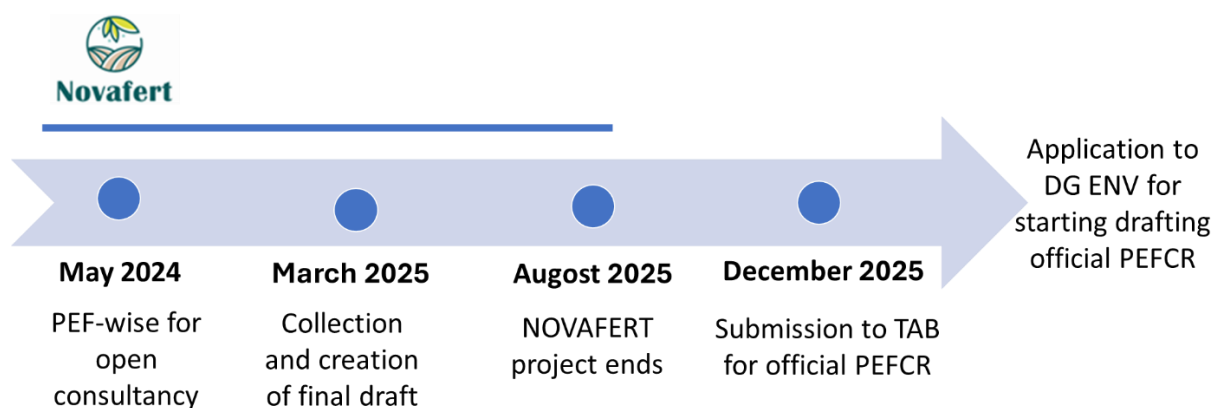 Novafert
May 2024
PEF-wise for
open
consultancy
March 2025
Collection
and creation
of final draft
Augost 2025
NOVAFERT
project ends
December 2025
Submission to TAB
for official PEFCR
Application to
DG ENV for
starting drafting
official PEFCR